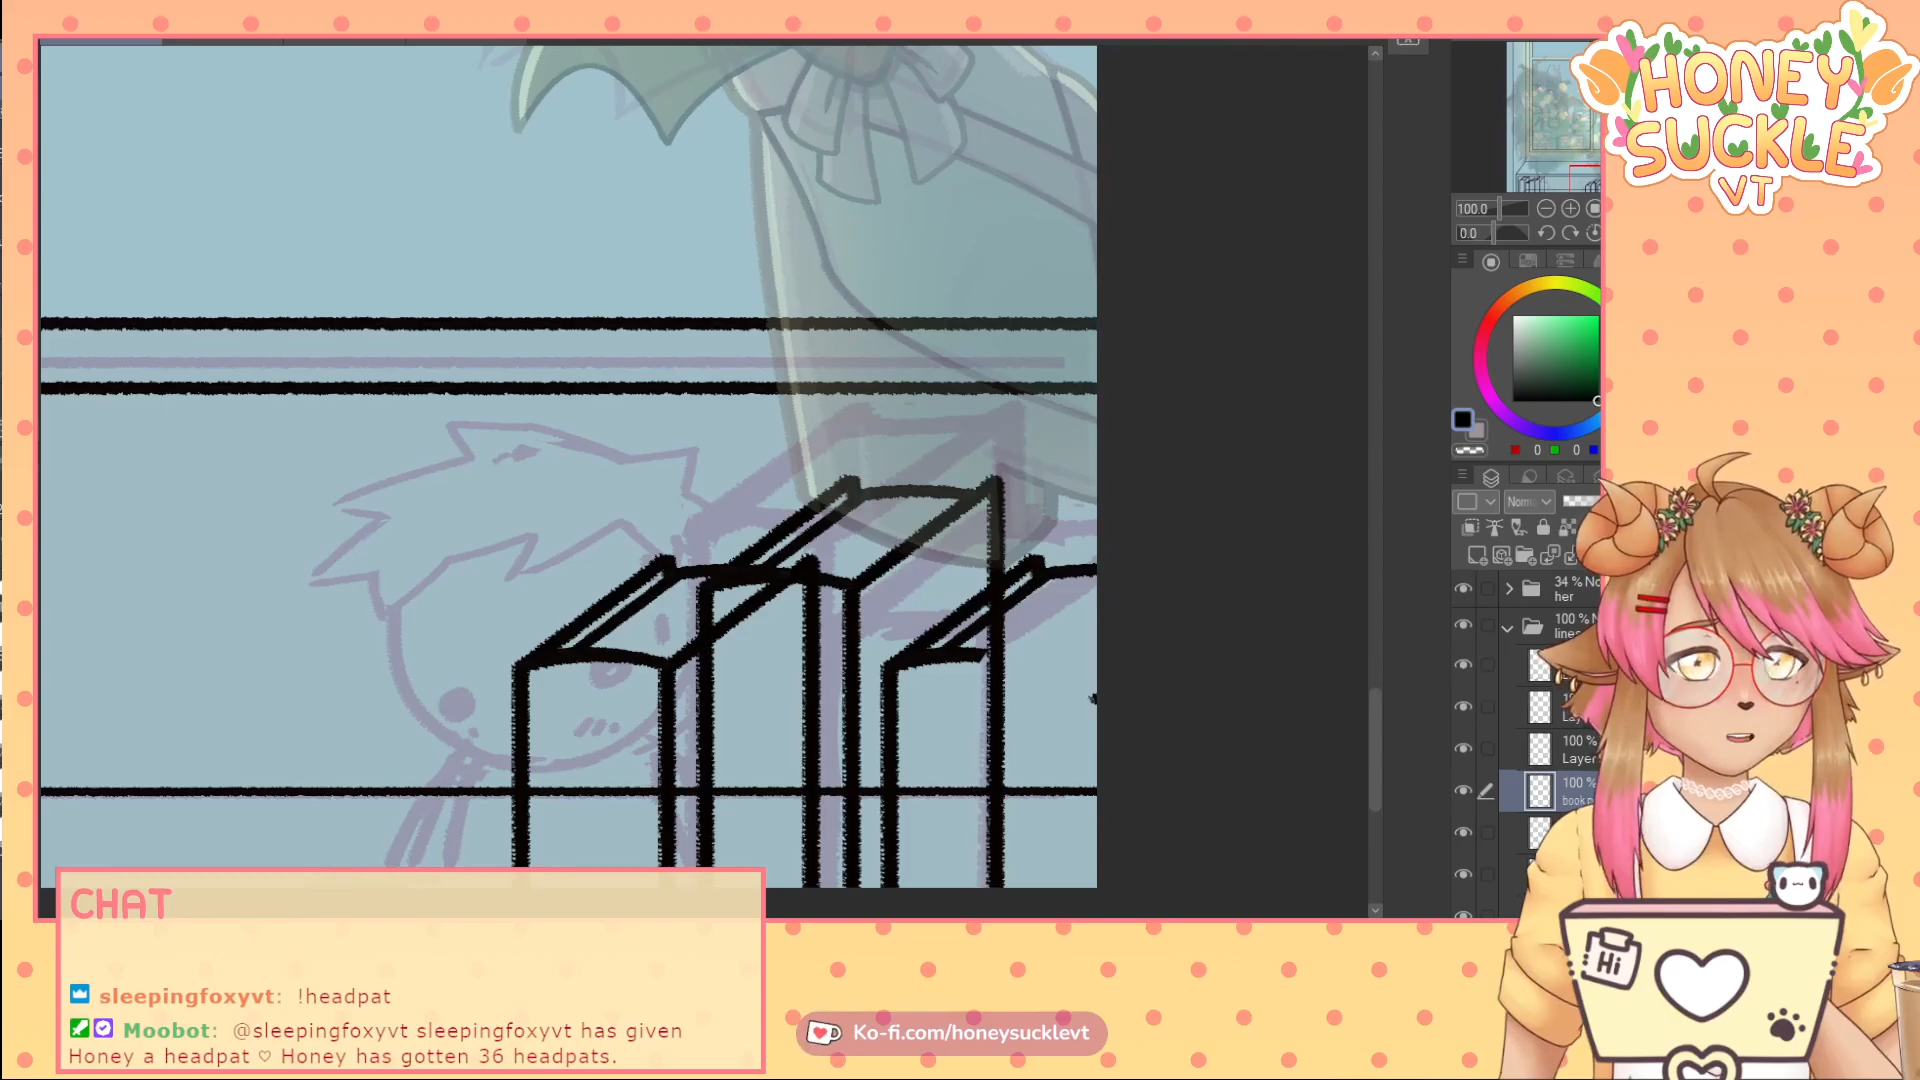 HONEY
SUCKLE
VT
100.0
0.0
0 0
Norm
34 % No
her
100 % N
lines
100 %
Layer
100 %
book
Hi
CHAT
sleepingfoxyvt: !headpat
Moobot: @sleepingfoxyvt sleepingfoxyvt has given
Honey a headpat ♡ Honey has gotten 36 headpats.
Ko-fi.com/honeysucklevt